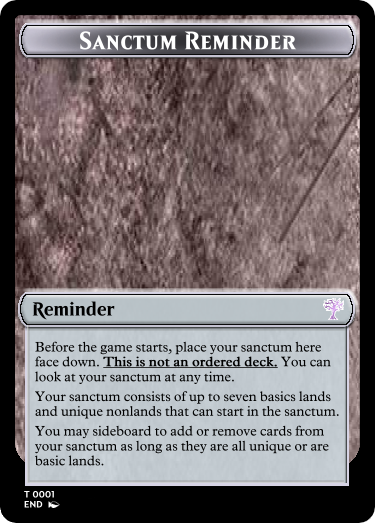 Sanctum Reminder
Reminder
Before the game starts, place your sanctum here
face down. This is not an ordered deck. You can
look at your sanctum at any time.
Your sanctum consists of up to seven basics lands
and unique nonlands that can start in the sanctum.
You may sideboard to add or remove cards from
your sanctum as long as they are all unique or are
basic lands.
T 0001
END